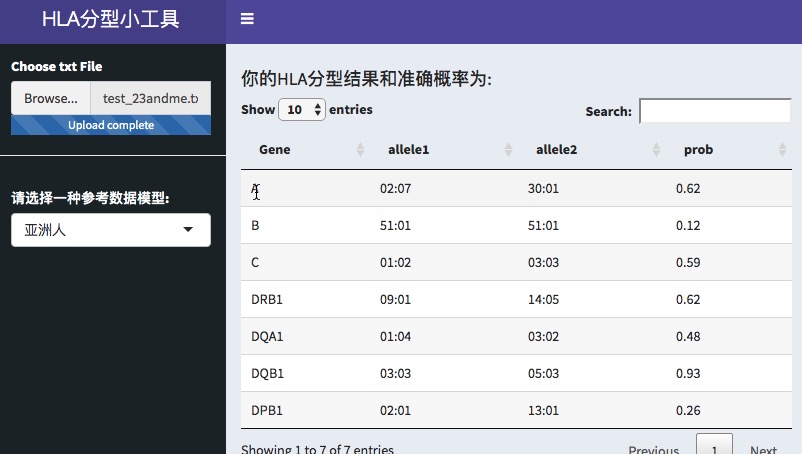 HLA分型小工具
Choose txt File
Browse... test_23andme.tx
Upload complete
请选择一种参考数据模型:
亚洲人
你的HLA分型结果和准确概率为:
Show 10 entries Search:
Gene allele1 allele2 prob
A 02:07 30:01 0.62
B 51:01 51:01 0.12
C 01:02 03:03 0.59
DRB1 09:01 14:05 0.62
DQA1 01:04 03:02 0.48
DQB1 03:03 05:03 0.93
DPB1 02:01 13:01 0.26
Showing 1 to 7 of 7 entries Previous 1 Next